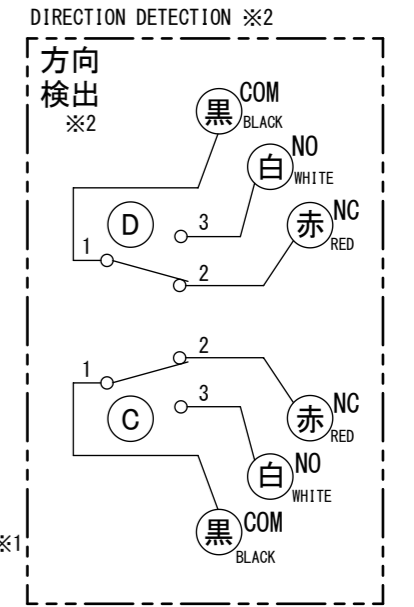 DIRECTION DETECTION ※2
方向
検出
※2
黒 COM
BLACK
白 NO
WHITE
赤 NC
RED
D
3
1
2
2
1
3
C
赤 NC
RED
白 NO
WHITE
黒 COM
BLACK
※1